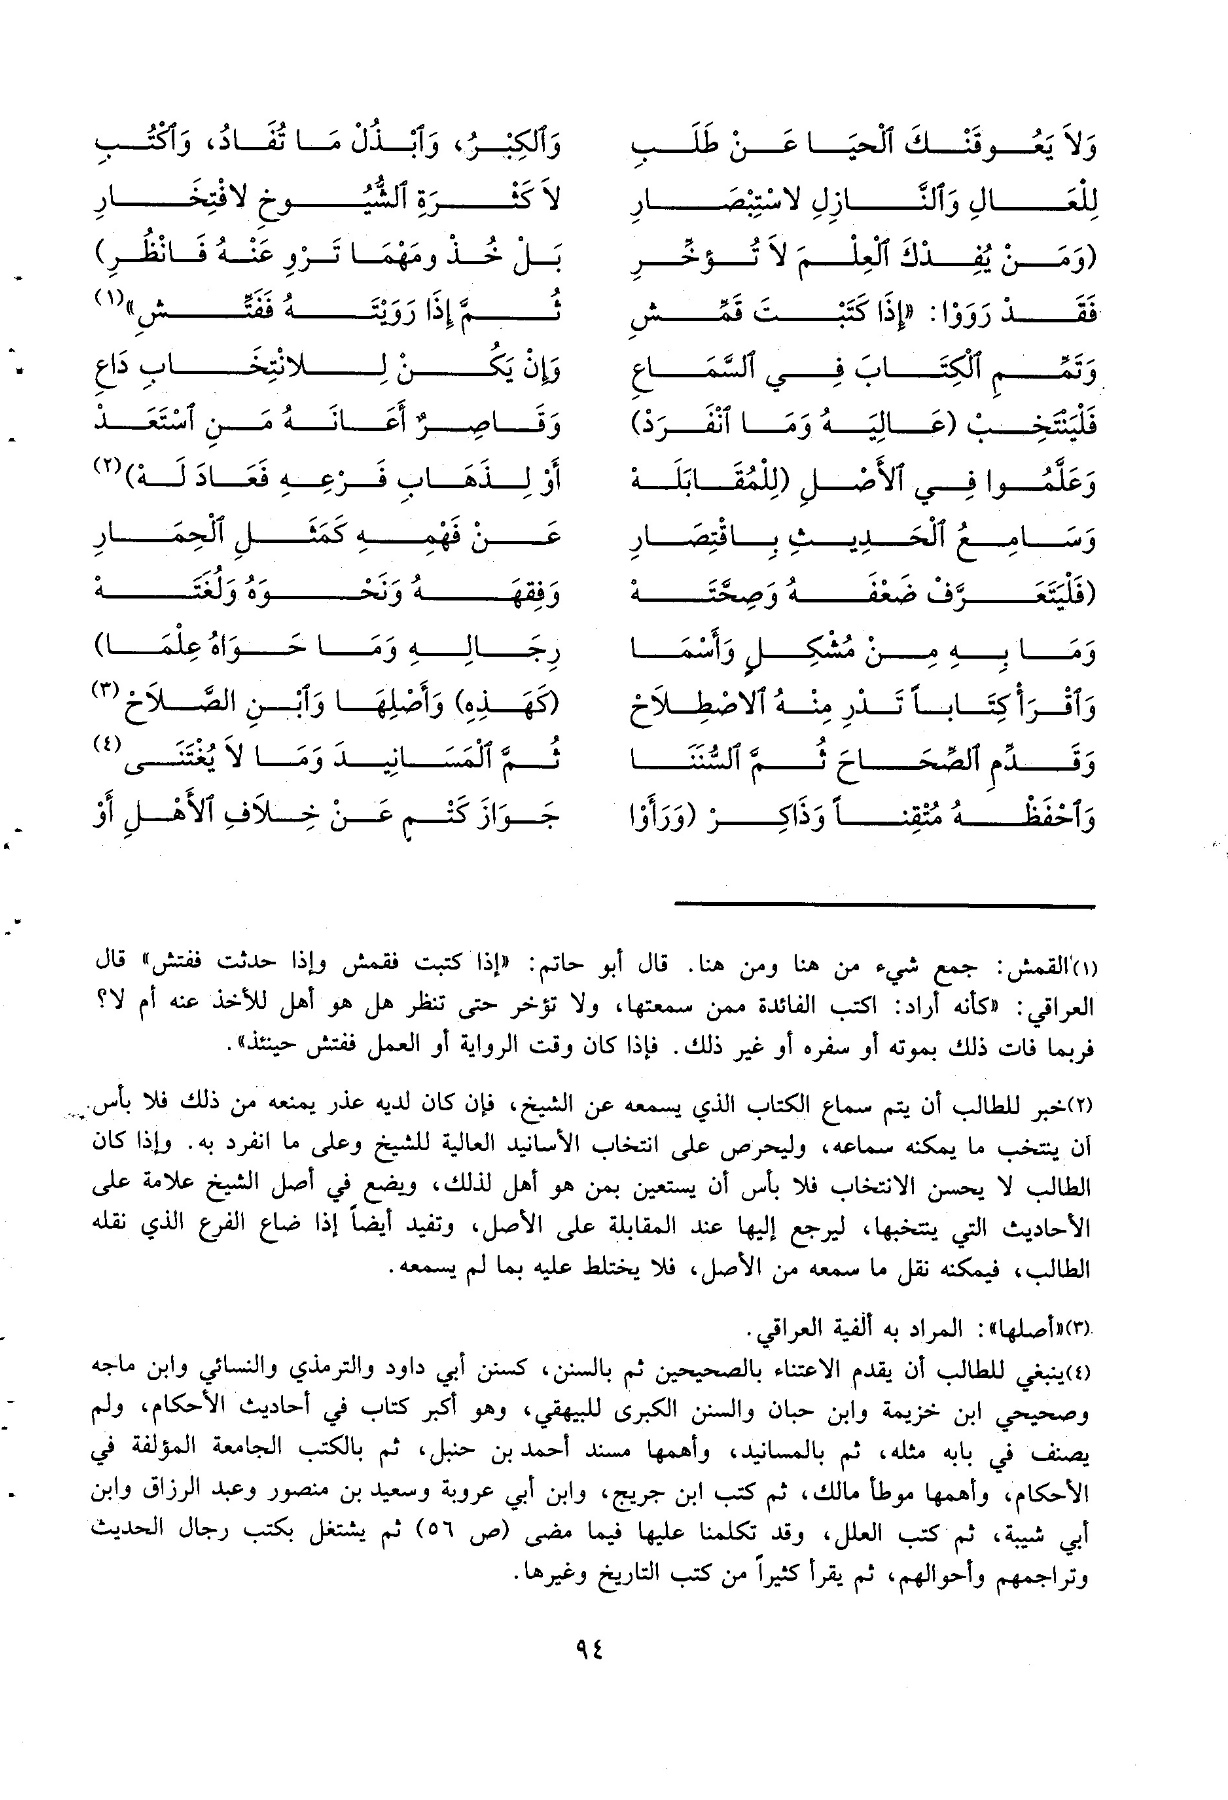 وَلاَ يَعُوقَنْكَ ٱلْحَيَا عَنْ طَلَبِ وَٱلكِبْرُ، وَٱبْذُلْ مَا تُفَادُ، وَٱكْتُبِ
لِلْعَالِ وَٱلنَّازِلِ لاسْتِبْصَارِ لاَ كَثْرَةِ ٱلشُّيُوخِ لافْتِخَارِ
(وَمَنْ يُفِدْكَ ٱلْعِلْمَ لاَ تُؤَخِّرِ بَلْ خُذْ ومَهْمَا تَرْوِ عَنْهُ فَانْظُرِ)
فَقَدْ رَوَوْا: «إِذَا كَتَبْتَ قَمِّشِ ثُمَّ إِذَا رَوَيْتَهُ فَفَتِّشِ»(١)
وَتَمِّمِ ٱلْكِتَابَ فِي ٱلسَّمَاعِ وَإِنْ يَكُنْ لِلانْتِخَابِ دَاعِ
فَلْيَنْتَخِبْ (عَالِيَهُ وَمَا ٱنْفَرَدْ) وَقَاصِرٌ أَعَانَهُ مَنِ ٱسْتَعَدْ
وَعَلَّمُوا فِي ٱلأَصْلِ (لِلْمُقَابَلَهْ أَوْ لِذَهَابِ فَرْعِهِ فَعَادَ لَهْ)(٢)
وَسَامِعُ ٱلْحَدِيثِ بِاقْتِصَارِ عَنْ فَهْمِهِ كَمَثَلِ ٱلْحِمَارِ
(فَلْيَتَعَرَّفْ ضَعْفَهُ وَصِحَّتَهْ وَفِقهَهُ وَنَحْوَهُ وَلُغَتَهْ
وَمَا بِهِ مِنْ مُشْكِلٍ وَأَسْمَا رِجَالِهِ وَمَا حَوَاهُ عِلْمَا)
وَٱقْرَأْ كِتَاباً تَدْرِ مِنْهُ ٱلاصْطِلاَحْ (كَهَذِهِ) وَأَصْلِهَا وَٱبْنِ ٱلصَّلاَحْ(٣)
وَقَدِّمِ ٱلصِّحَاحَ ثُمَّ ٱلسُّنَنَا ثُمَّ ٱلْمَسَانِيدَ وَمَا لاَ يُغْتَنَى(٤)
وَٱحْفَظْهُ مُتْقِناً وَذَاكِرْ (وَرَأَوْا جَوَازَ كَتْمٍ عَنْ خِلاَفِ ٱلأَهْلِ أَوْ
(١) القمش: جمع شيء من هنا ومن هنا. قال أبو حاتم: «إذا كتبت فقمش وإذا حدثت ففتش» قال
العراقي: «كأنه أراد: اكتب الفائدة ممن سمعتها، ولا تؤخر حتى تنظر هل هو أهل للأخذ عنه أم لا؟
فربما فات ذلك بموته أو سفره أو غير ذلك. فإذا كان وقت الرواية أو العمل ففتش حينئذ».
(٢) خبر للطالب أن يتم سماع الكتاب الذي يسمعه عن الشيخ، فإن كان لديه عذر يمنعه من ذلك فلا بأس
أن ينتخب ما يمكنه سماعه، وليحرص على انتخاب الأسانيد العالية للشيخ وعلى ما انفرد به. وإذا كان
الطالب لا يحسن الانتخاب فلا بأس أن يستعين بمن هو أهل لذلك، ويضع في أصل الشيخ علامة على
الأحاديث التي ينتخبها، ليرجع إليها عند المقابلة على الأصل، وتفيد أيضاً إذا ضاع الفرع الذي نقله
الطالب، فيمكنه نقل ما سمعه من الأصل، فلا يختلط عليه بما لم يسمعه.
(٣) «أصلها»: المراد به ألفية العراقي.
(٤) ينبغي للطالب أن يقدم الاعتناء بالصحيحين ثم بالسنن، كسنن أبي داود والترمذي والنسائي وابن ماجه
وصحيحي ابن خزيمة وابن حبان والسنن الكبرى للبيهقي، وهو أكبر كتاب في أحاديث الأحكام، ولم
يصنف في بابه مثله، ثم بالمسانيد، وأهمها مسند أحمد بن حنبل، ثم بالكتب الجامعة المؤلفة في
الأحكام، وأهمها موطأ مالك، ثم كتب ابن جريج، وابن أبي عروبة وسعيد بن منصور وعبد الرزاق وابن
أبي شيبة، ثم كتب العلل، وقد تكلمنا عليها فيما مضى (ص ٥٦) ثم يشتغل بكتب رجال الحديث
وتراجمهم وأحوالهم، ثم يقرأ كثيراً من كتب التاريخ وغيرها.
٩٤